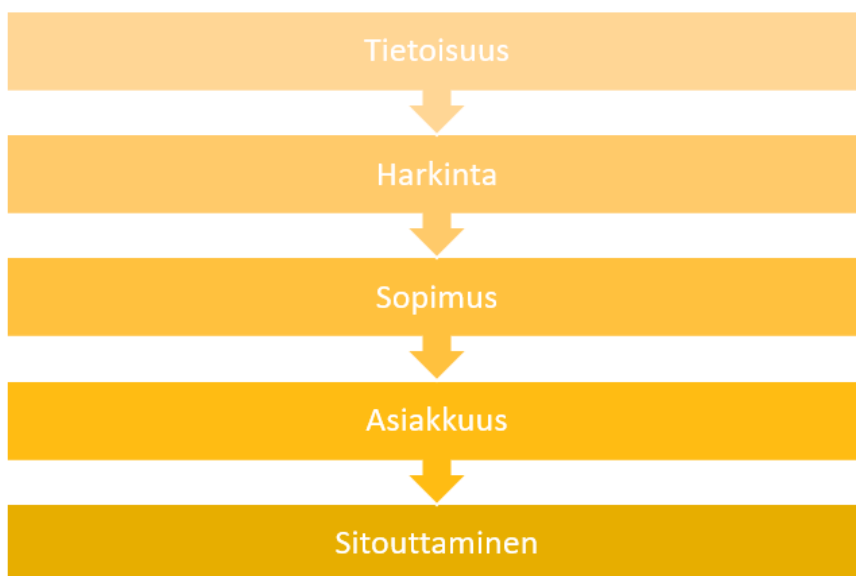 Tietoisuus
Harkinta
Sopimus
Asiakkuus
Sitouttaminen